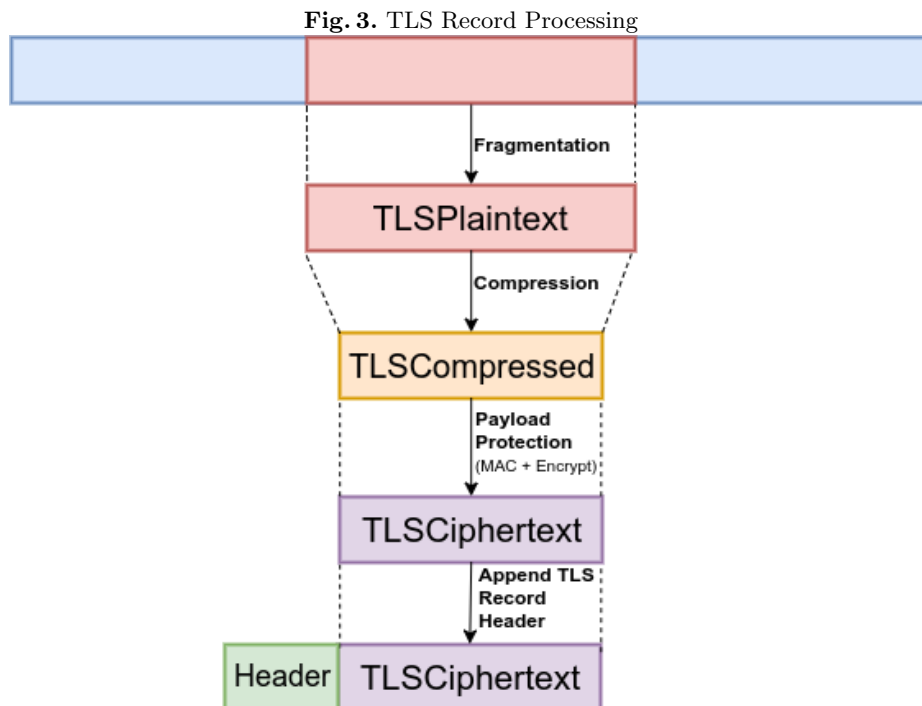 Fig. 3. TLS Record Processing
Fragmentation
TLSPlaintext
Compression
TLSCompressed
Payload
Protection
(MAC + Encrypt)
TLSCiphertext
Append TLS
Record
Header
Header TLSCiphertext